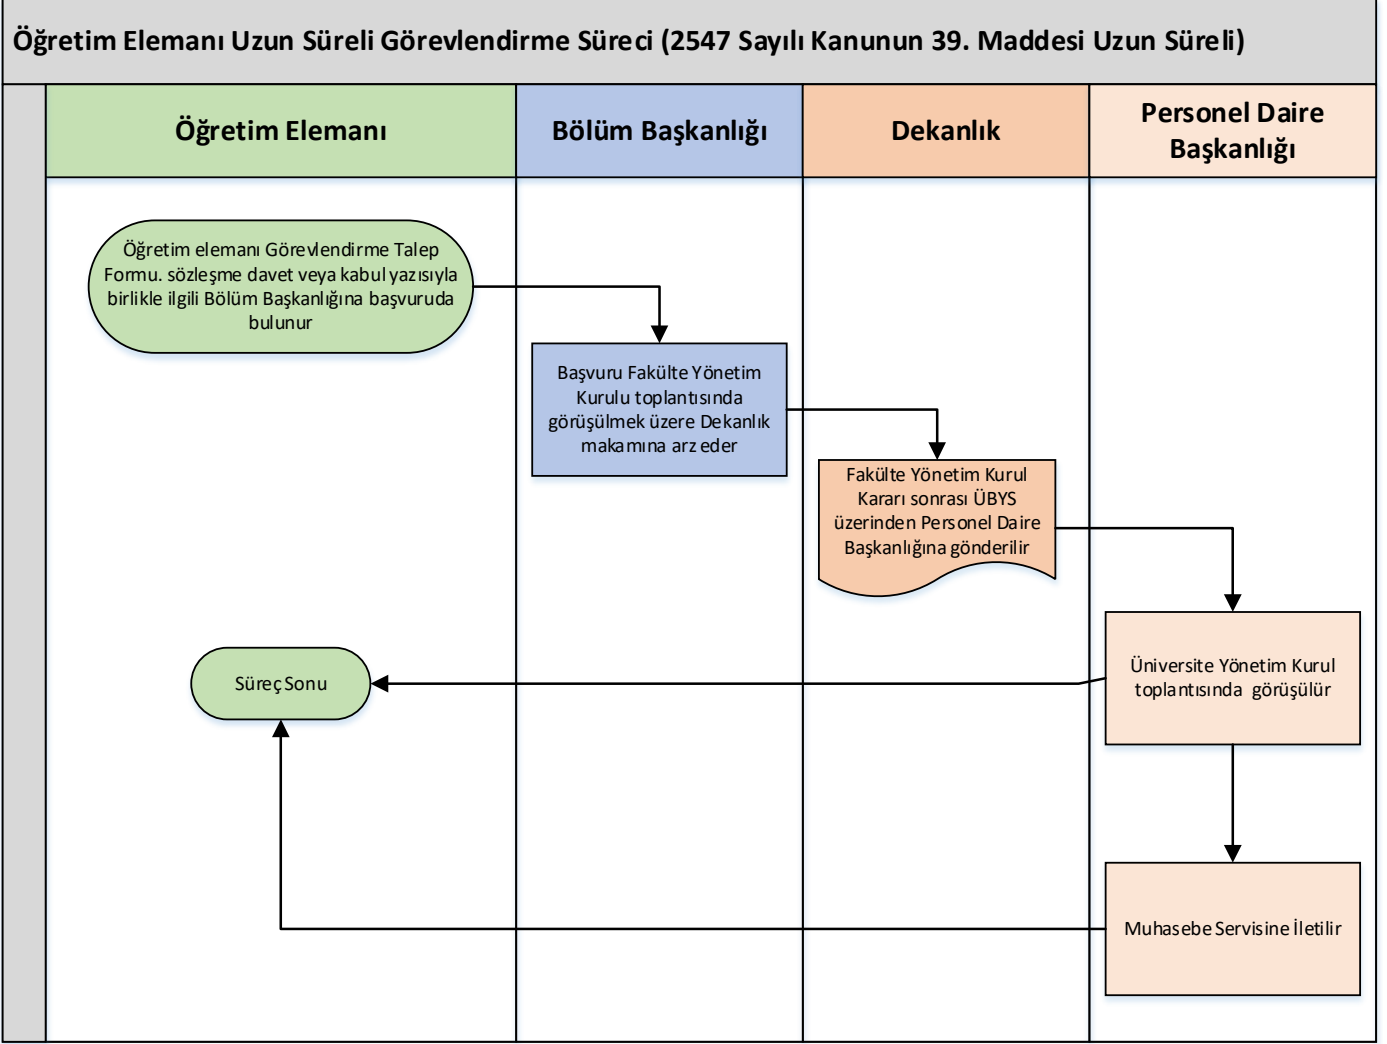 Öğretim Elemanı Uzun Süreli Görevlendirme Süreci (2547 Sayılı Kanunun 39. Maddesi Uzun Süreli)
Öğretim Elemanı
Bölüm Başkanlığı
Dekanlık
Personel Daire
Başkanlığı
Öğretim elemanı Görevlendirme Talep
Formu. sözleşme davet veya kabul yazısıyla
birlikle ilgili Bölüm Başkanlığına başvuruda
bulunur
Başvuru Fakülte Yönetim
Kurulu toplantısında
görüşülmek üzere Dekanlık
makamına arz eder
Fakülte Yönetim Kurul
Kararı sonrası ÜBYS
üzerinden Personel Daire
Başkanlığına gönderilir
Üniversite Yönetim Kurul
toplantısında görüşülür
Süreç Sonu
Muhasebe Servisine İletilir